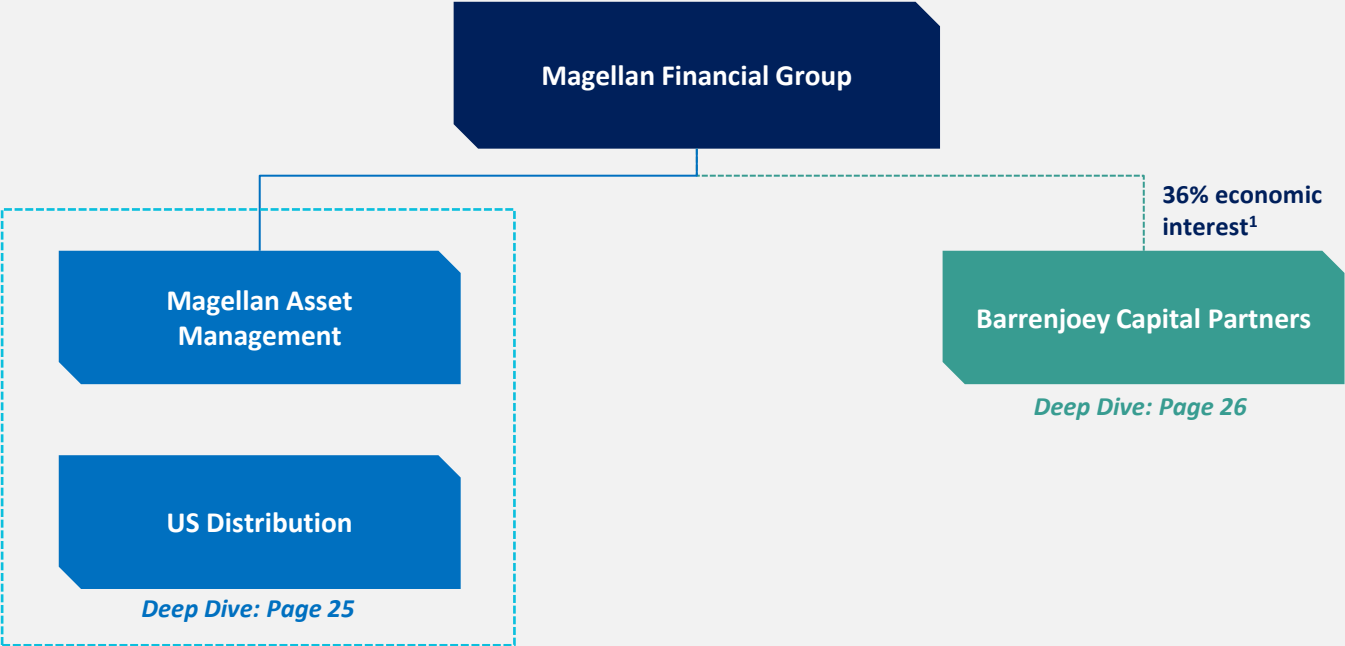 Magellan Financial Group
36% economic
interest¹
Magellan Asset
Management
Barrenjoey Capital Partners
Deep Dive: Page 26
US Distribution
Deep Dive: Page 25